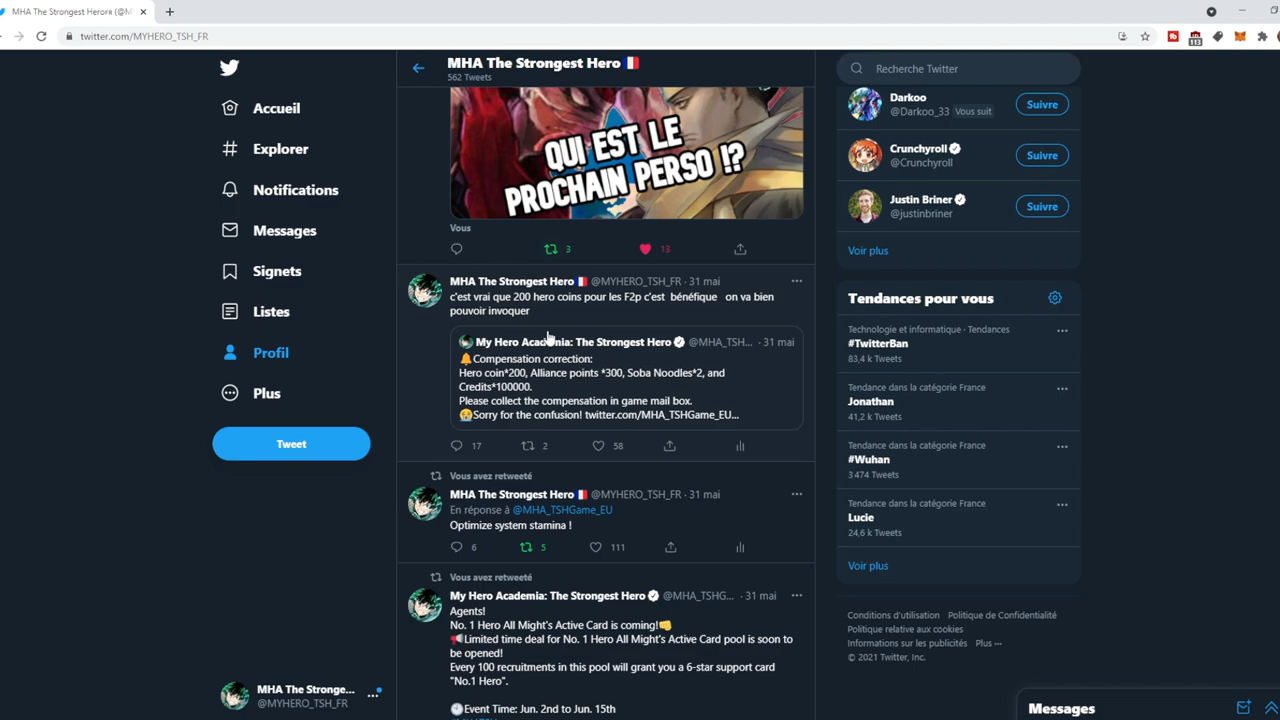 MHA The Strongest Hero🇫🇷 (@M
twitter.com/MYHERO_TSH_FR
113
Accueil
Explorer
Notifications
Messages
Signets
Listes
Profil
Plus
Tweet
MHA The Stronge...
@MYHERO_TSH_FR
MHA The Strongest Hero 🇫🇷
562 Tweets
QUI EST LE
PROCHAIN PERSO !?
Vous
3 13
MHA The Strongest Hero 🇫🇷 @MYHERO_TSH_FR · 31 mai
c'est vrai que 200 hero coins pour les F2p c'est bénéfique on va bien
pouvoir invoquer
My Hero Academia: The Strongest Hero @MHA_TSH... · 31 mai
🔔Compensation correction:
Hero coin*200, Alliance points *300, Soba Noodles*2, and
Credits*100000.
Please collect the compensation in game mail box.
😭Sorry for the confusion! twitter.com/MHA_TSHGame_EU...
17 2 58
Vous avez retweeté
MHA The Strongest Hero 🇫🇷 @MYHERO_TSH_FR · 31 mai
En réponse à @MHA_TSHGame_EU
Optimize system stamina !
6 5 111
Vous avez retweeté
My Hero Academia: The Strongest Hero @MHA_TSHG... · 31 mai
Agents!
No. 1 Hero All Might's Active Card is coming!👊
📢Limited time deal for No. 1 Hero All Might's Active Card pool is soon to
be opened!
Every 100 recruitments in this pool will grant you a 6-star support card
"No.1 Hero".
🕙Event Time: Jun. 2nd to Jun. 15th
Recherche Twitter
Darkoo
@Darkoo_33 Vous suit
Suivre
Crunchyroll
@Crunchyroll
Suivre
Justin Briner
@justinbriner
Suivre
Voir plus
Tendances pour vous
Technologie et informatique · Tendances
#TwitterBan
83,4 k Tweets
Tendance dans la catégorie France
Jonathan
41,2 k Tweets
Tendance dans la catégorie France
#Wuhan
3 474 Tweets
Tendance dans la catégorie France
Lucie
24,6 k Tweets
Voir plus
Conditions d'utilisation Politique de Confidentialité
Politique relative aux cookies
Informations sur les publicités Plus ···
© 2021 Twitter, Inc.
Messages